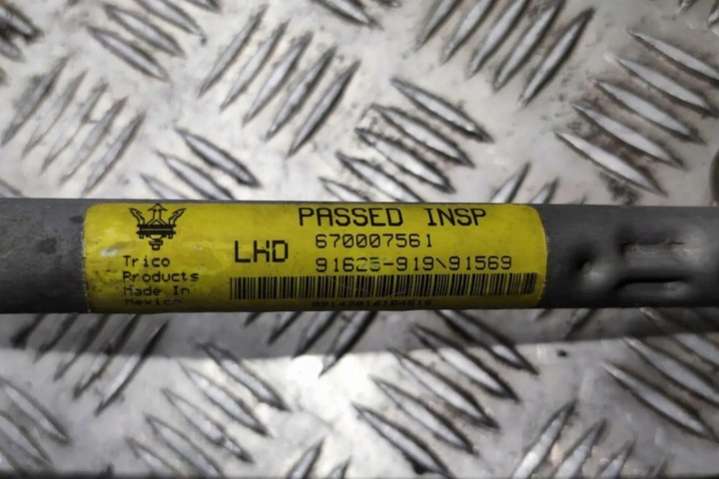 PASSED INSP
LHD
670007561
91625-919\91569
Trico
Products
Made In
Mexico